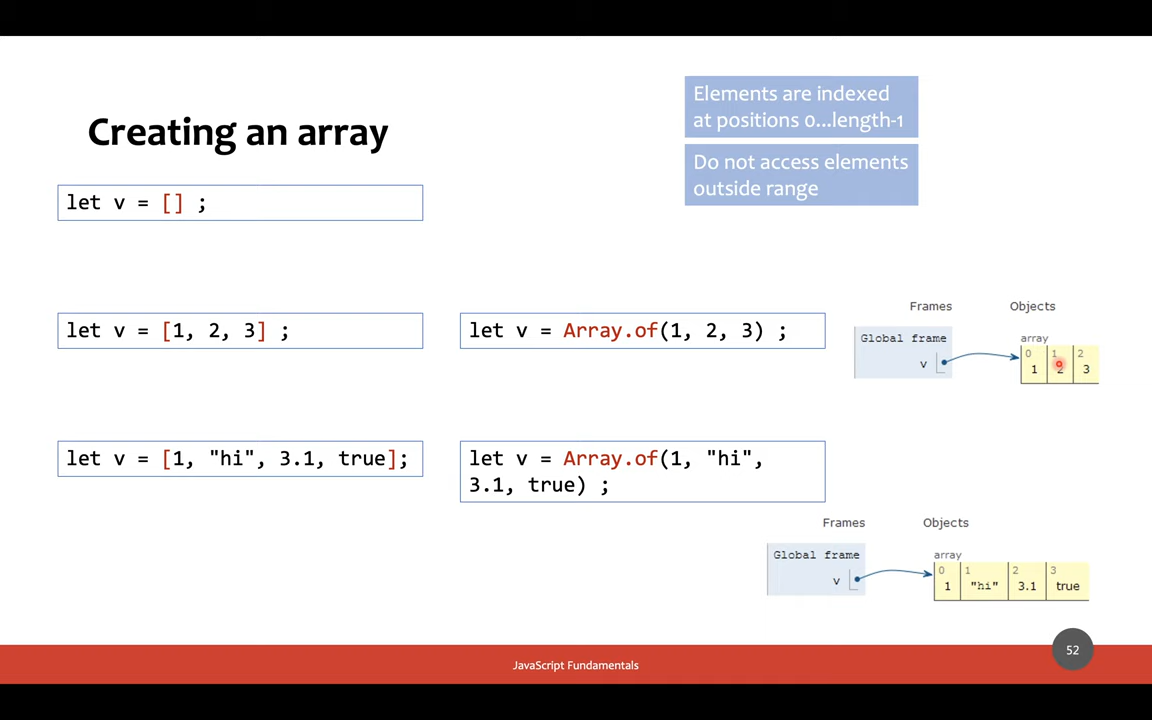 Creating an array
Elements are indexed
at positions 0...length-1
Do not access elements
outside range
let v = [] ;
let v = [1, 2, 3] ;
let v = Array.of(1, 2, 3) ;
Frames
Objects
Global frame
v
array
0 1 2
1 2 3
let v = [1, "hi", 3.1, true];
let v = Array.of(1, "hi",
3.1, true) ;
Frames
Objects
Global frame
v
array
0 1 2 3
1 "hi" 3.1 true
JavaScript Fundamentals
52